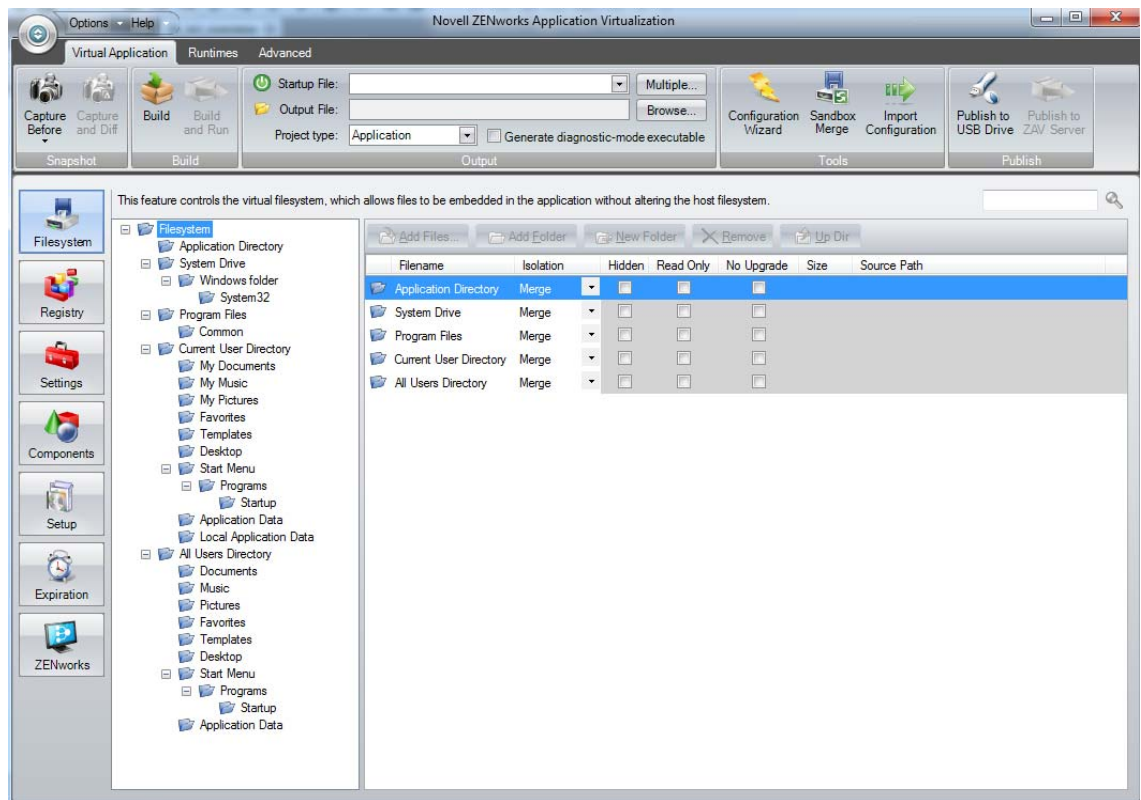 Options Help Novell ZENworks Application Virtualization
Virtual Application Runtimes Advanced
Capture Before
Capture and Diff
Snapshot
Build
Build and Run
Build
Startup File: Multiple...
Output File: Browse...
Project type: Application Generate diagnostic-mode executable
Output
Configuration Wizard
Sandbox Merge
Import Configuration
Tools
Publish to USB Drive
Publish to ZAV Server
Publish
Filesystem
Registry
Settings
Components
Setup
Expiration
ZENworks
This feature controls the virtual filesystem, which allows files to be embedded in the application without altering the host filesystem.
Filesystem
Application Directory
System Drive
Windows folder
System32
Program Files
Common
Current User Directory
My Documents
My Music
My Pictures
Favorites
Templates
Desktop
Start Menu
Programs
Startup
Application Data
Local Application Data
All Users Directory
Documents
Music
Pictures
Favorites
Templates
Desktop
Start Menu
Programs
Startup
Application Data
Add Files... Add Folder New Folder Remove Up Dir
Filename Isolation Hidden Read Only No Upgrade Size Source Path
Application Directory Merge
System Drive Merge
Program Files Merge
Current User Directory Merge
All Users Directory Merge